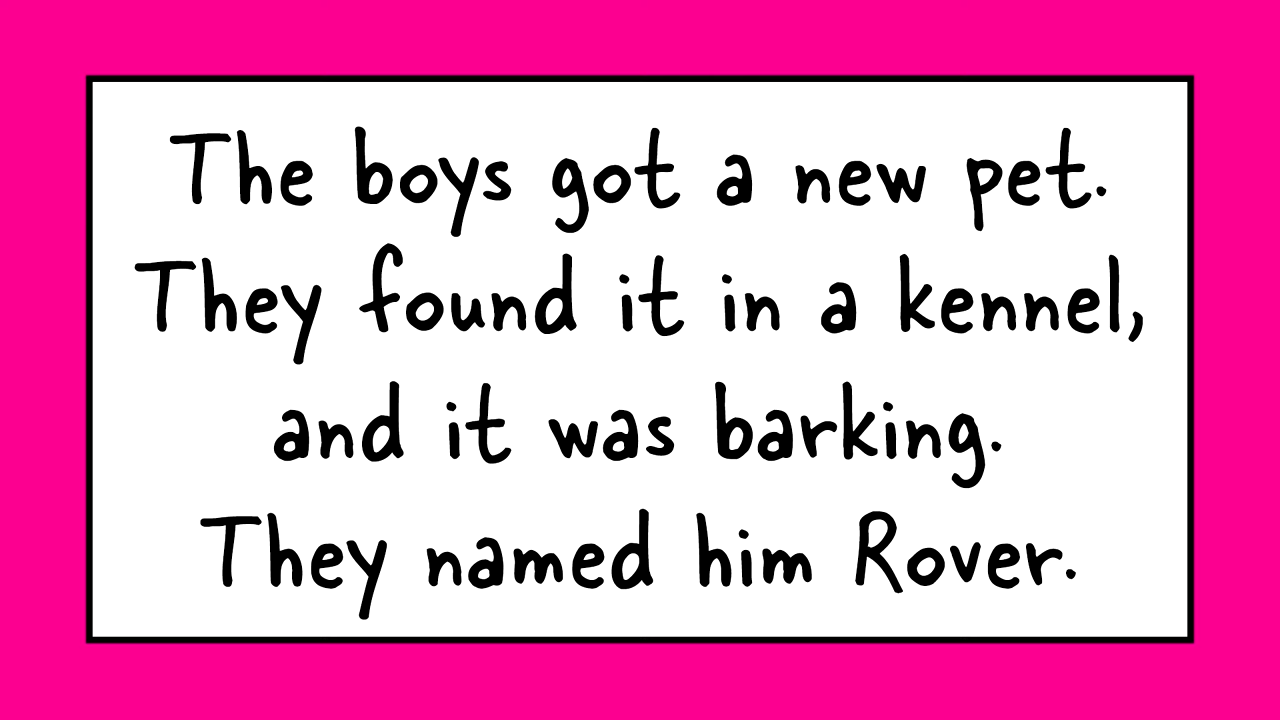 The boys got a new pet.
They found it in a kennel,
and it was barking.
They named him Rover.